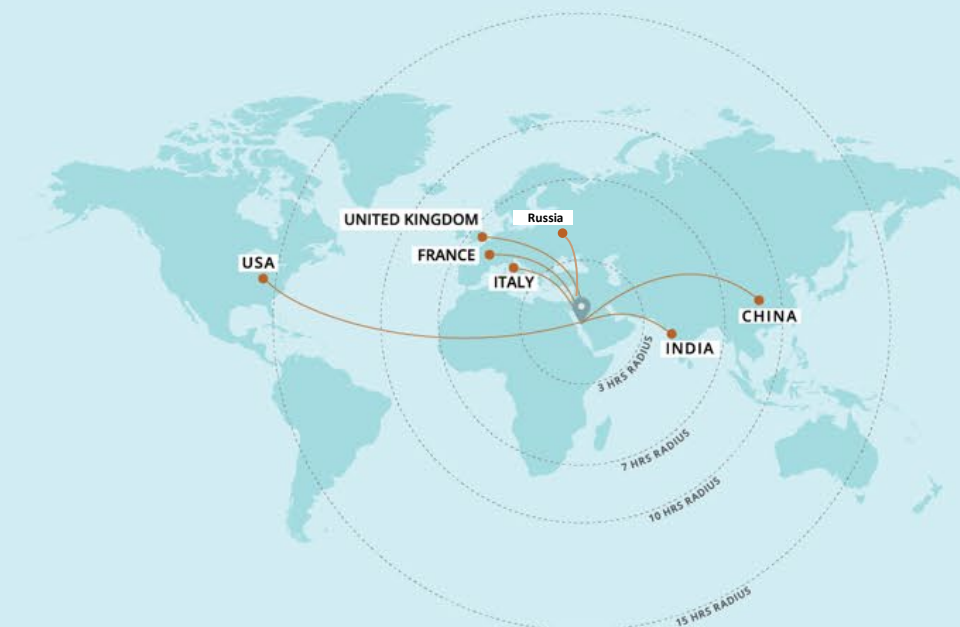 UNITED KINGDOM
Russia
FRANCE
USA
ITALY
CHINA
INDIA
3 HRS RADIUS
7 HRS RADIUS
10 HRS RADIUS
15 HRS RADIUS